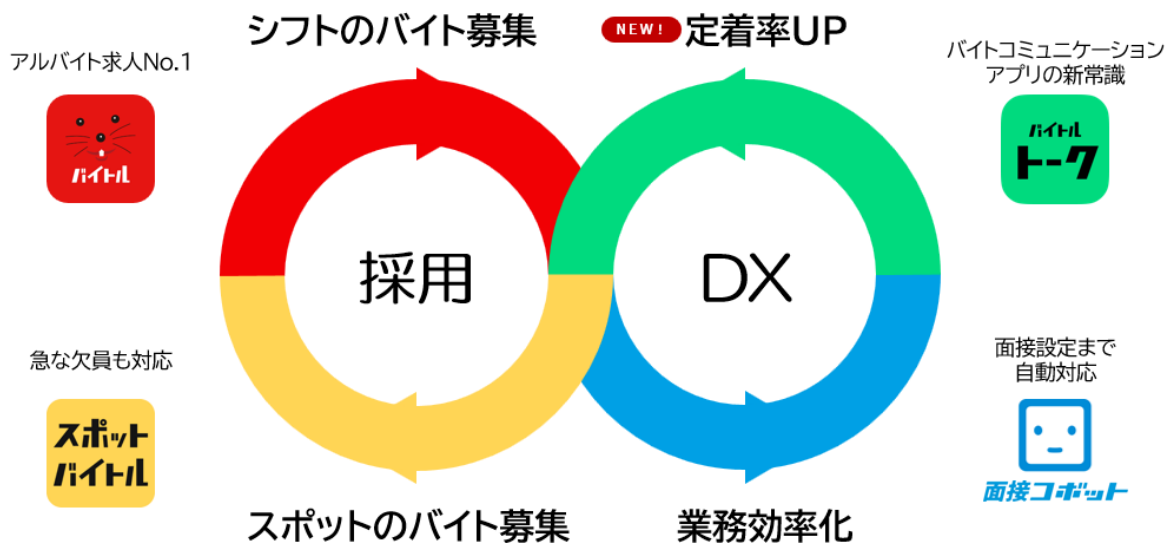 シフトのバイト募集
NEW!
定着率UP
アルバイト求人No.1
バイトル
バイトコミュニケーション
アプリの新常識
バイトル
トーク
採用
DX
急な欠員も対応
スポット
バイトル
面接設定まで
自動対応
面接コボット
スポットのバイト募集
業務効率化